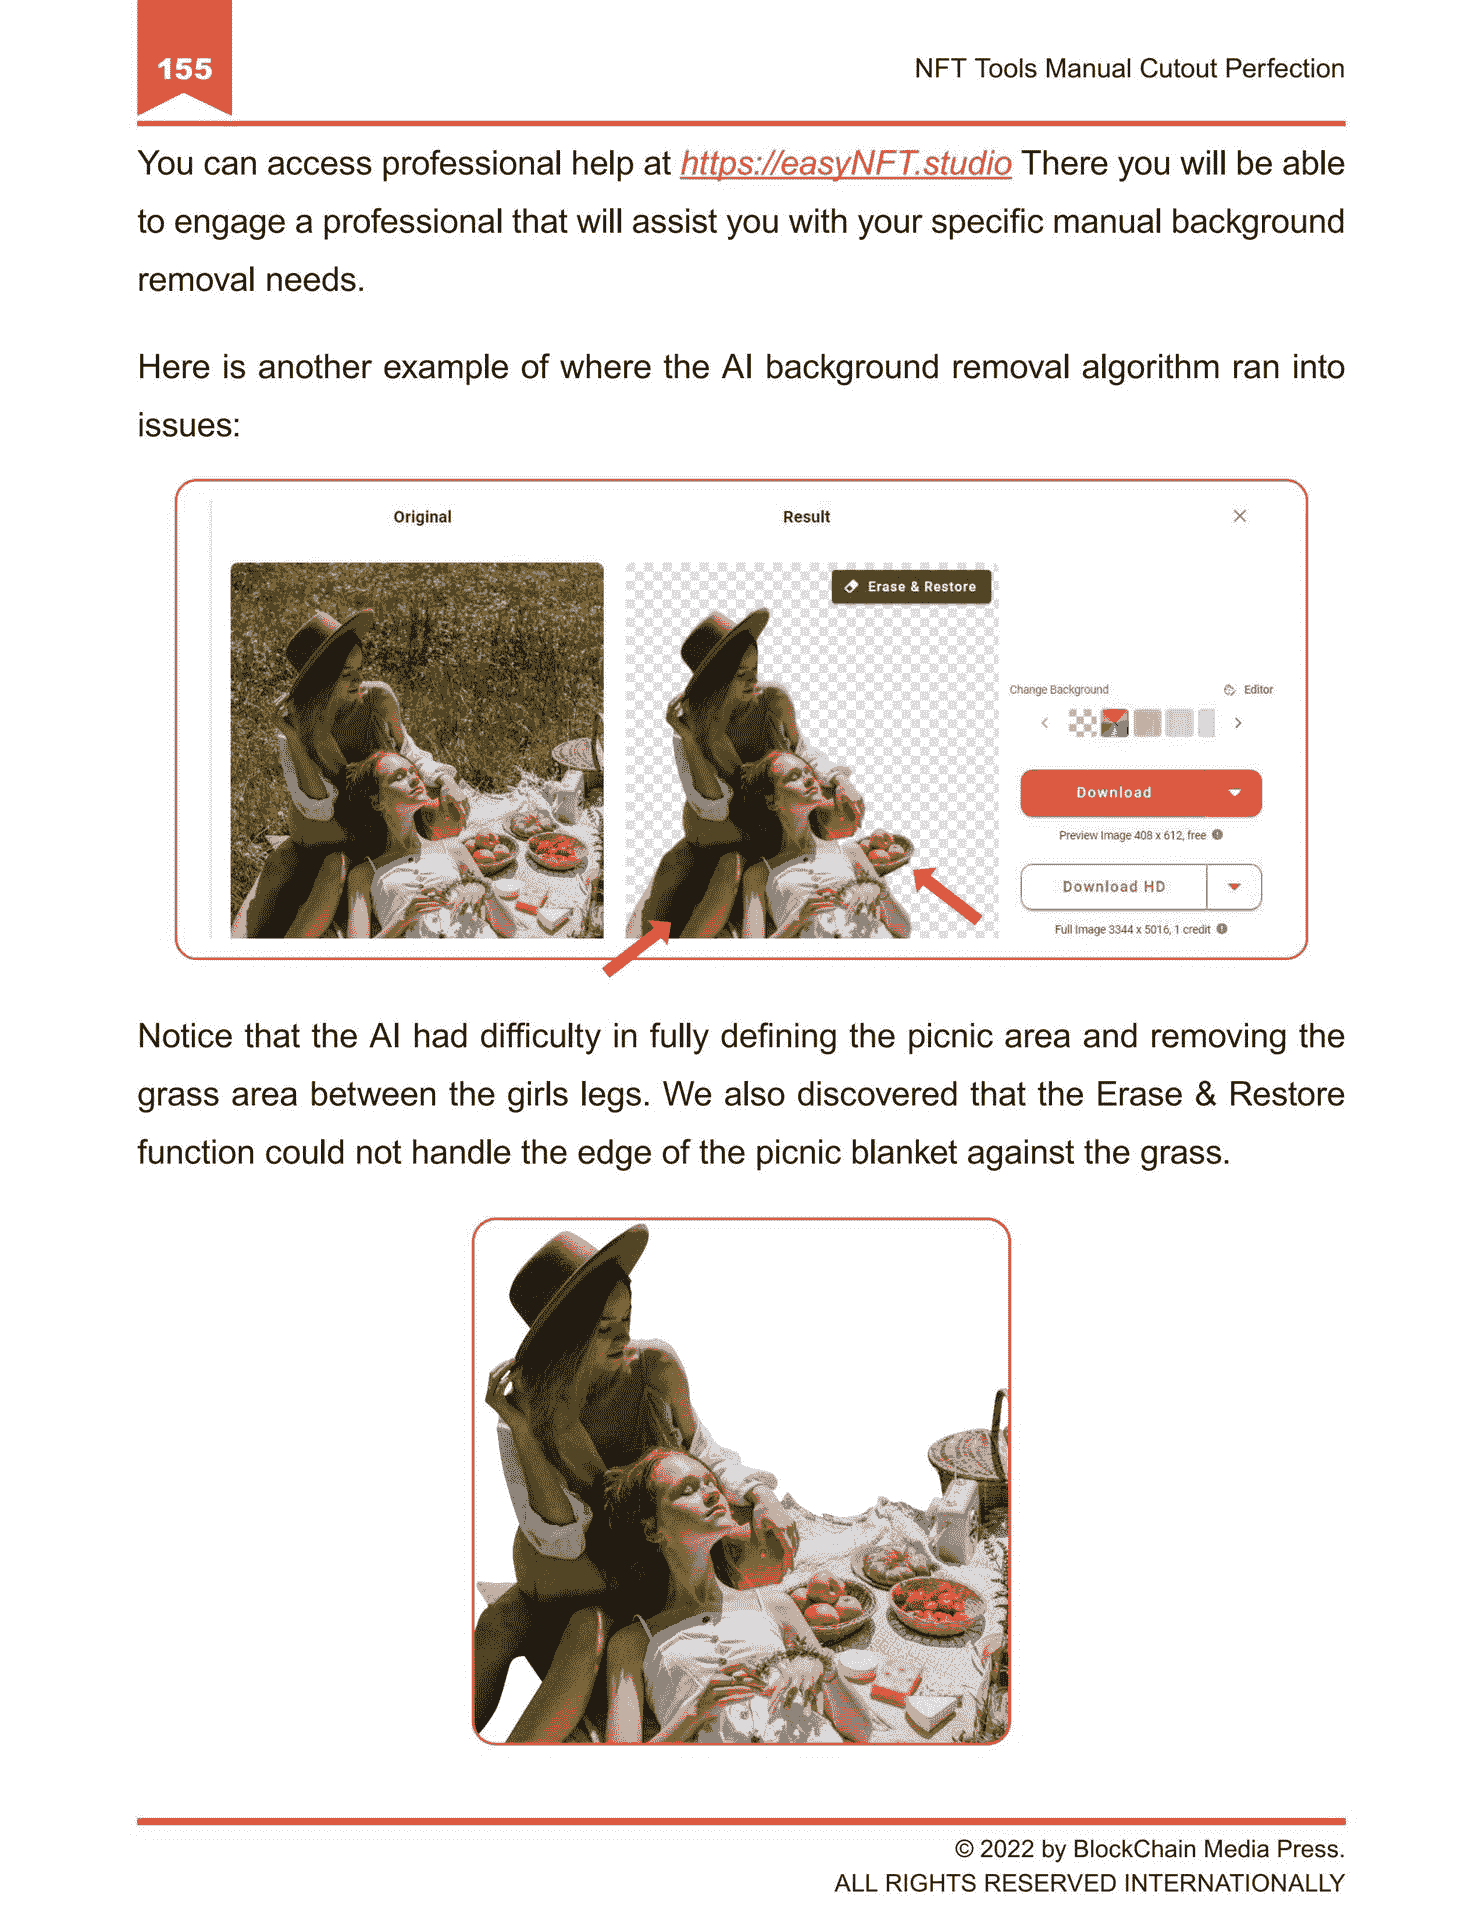 155
NFT Tools Manual Cutout Perfection
You can access professional help at https://easyNFT.studio There you will be able
to engage a professional that will assist you with your specific manual background
removal needs.
Here is another example of where the AI background removal algorithm ran into
issues:
Original
Result
Erase & Restore
Change Background
Editor
Download
Preview Image 408 x 612, free
Download HD
Full Image 3344 x 5016, 1 credit
Notice that the AI had difficulty in fully defining the picnic area and removing the
grass area between the girls legs. We also discovered that the Erase & Restore
function could not handle the edge of the picnic blanket against the grass.
© 2022 by BlockChain Media Press.
ALL RIGHTS RESERVED INTERNATIONALLY